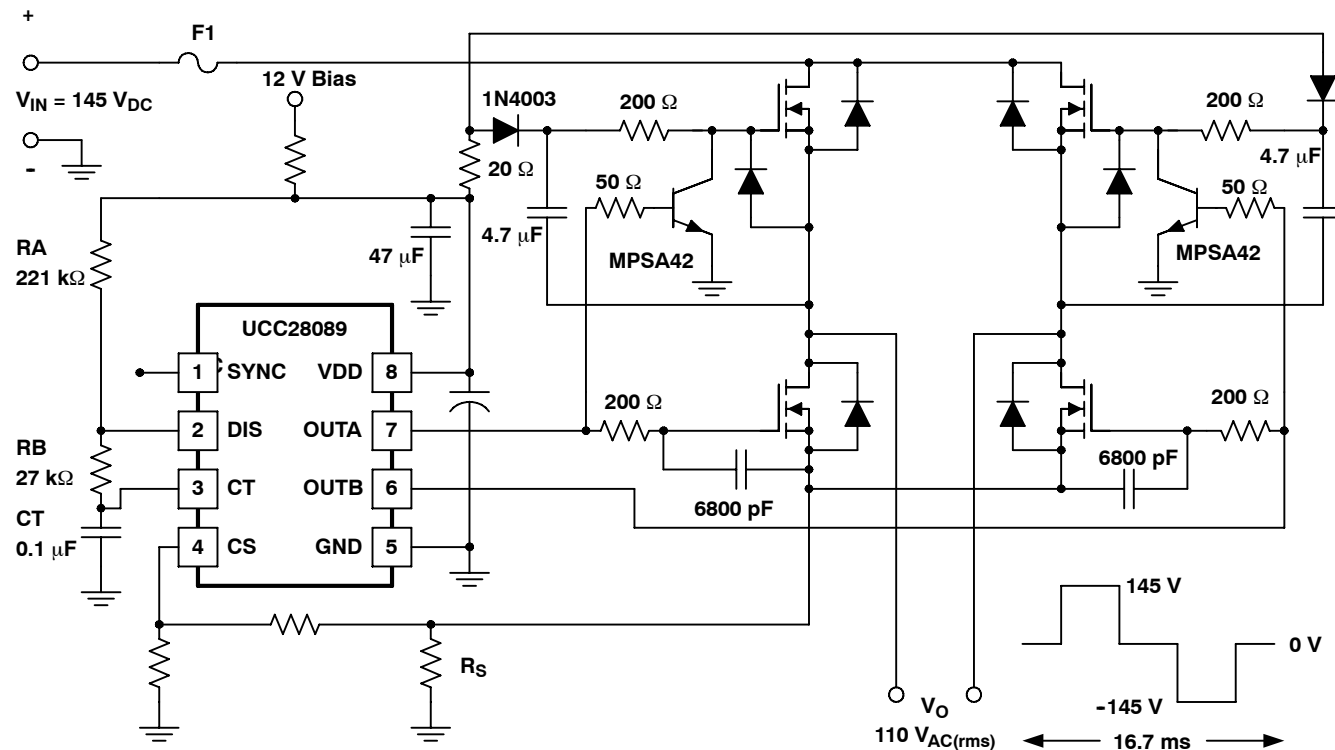 +
F1
12 V Bias
V_IN = 145 V_DC
-
1N4003
200 Ω
200 Ω
20 Ω
4.7 μF
50 Ω
50 Ω
4.7 μF
47 μF
MPSA42
MPSA42
RA
221 kΩ
UCC28089
1 SYNC
VDD 8
2 DIS
OUTA 7
3 CT
OUTB 6
4 CS
GND 5
200 Ω
200 Ω
RB
27 kΩ
6800 pF
6800 pF
CT
0.1 μF
R_S
145 V
0 V
-145 V
V_O
110 V_AC(rms)
16.7 ms